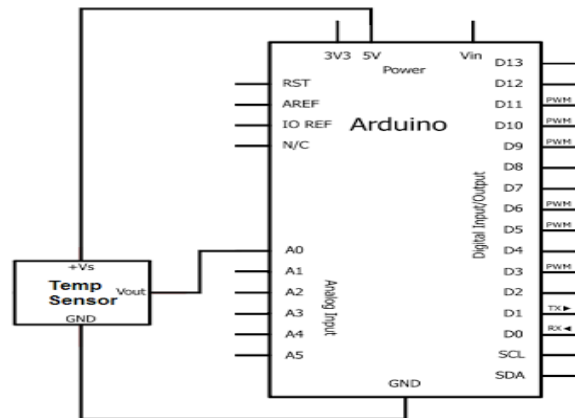 3V3 5V Vin
Power
RST
AREF
IO REF
N/C
Arduino
D13
D12
D11 PWM
D10 PWM
D9 PWM
D8
D7
D6 PWM
D5 PWM
D4
D3 PWM
D2
D1 TX►
D0 RX◄
SCL
SDA
Digital Input/Output
A0
A1
A2
A3
A4
A5
Analog Input
GND
+Vs
Temp
Sensor
Vout
GND